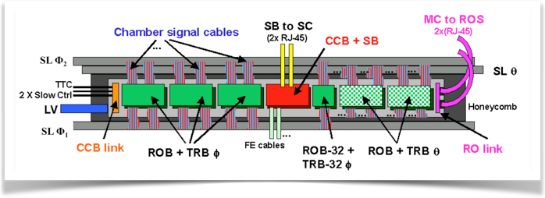 Chamber signal cables
SB to SC
(2x RJ-45)
CCB + SB
MC to ROS
2x(RJ-45)
...
SL Φ2
SL θ
TTC
2 X Slow Ctrl
LV
Honeycomb
SL Φ1
CCB link
ROB + TRB ϕ
FE cables
...
ROB-32 +
TRB-32 ϕ
ROB + TRB θ
RO link